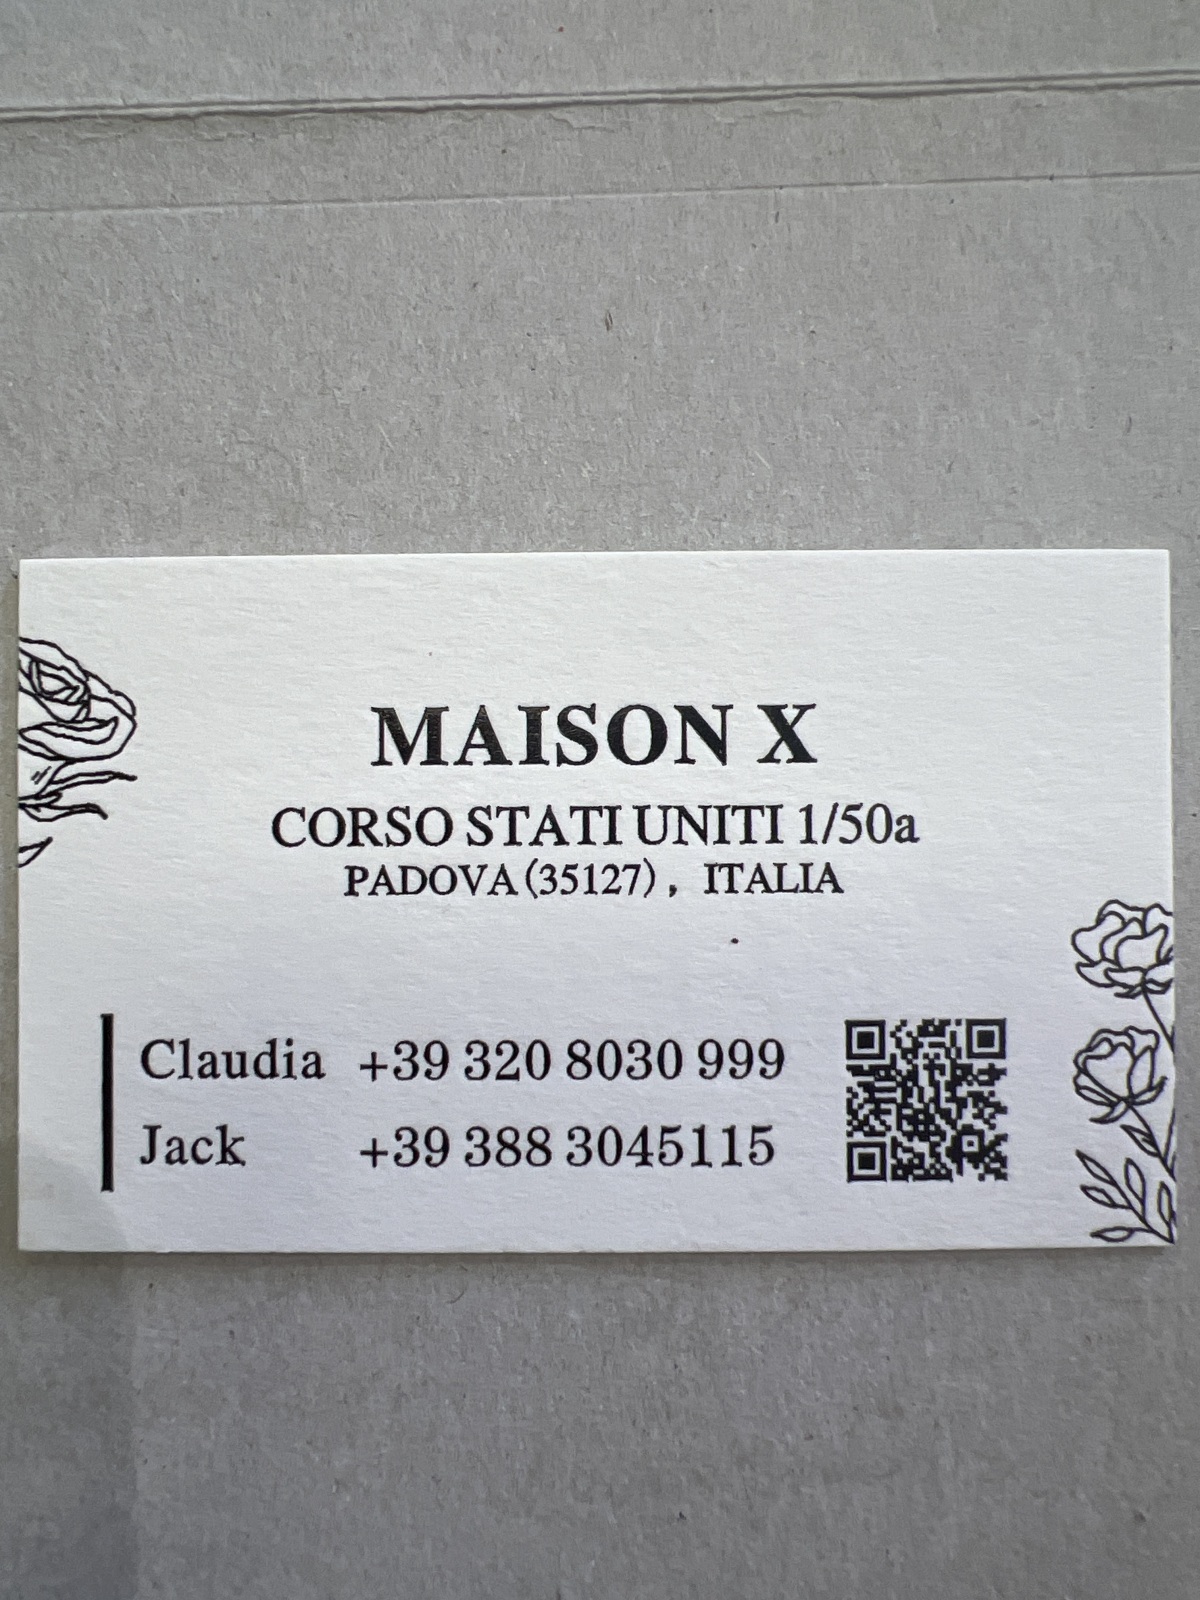 MAISON X
CORSO STATI UNITI 1/50a
PADOVA (35127) , ITALIA
Claudia +39 320 8030 999
Jack +39 388 3045115